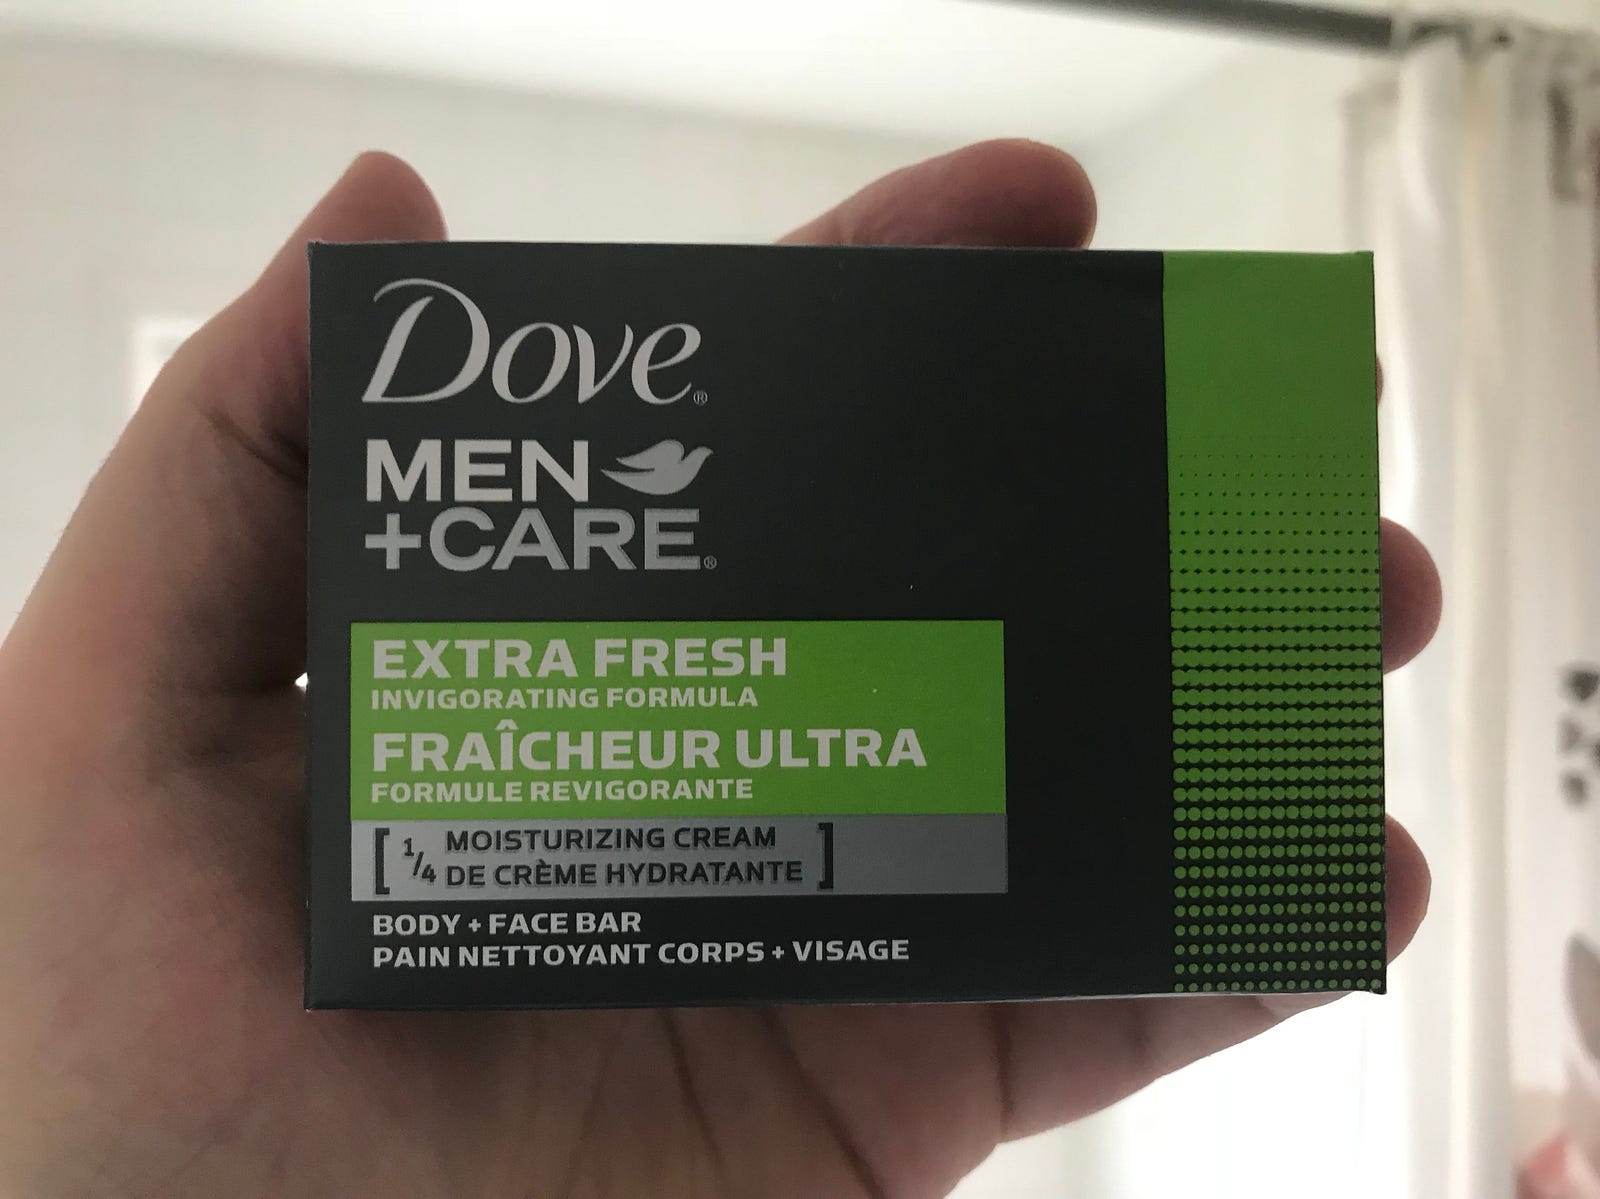 Dove®
MEN
+CARE®
EXTRA FRESH
INVIGORATING FORMULA
FRAÎCHEUR ULTRA
FORMULE REVIGORANTE
[ 1/4 MOISTURIZING CREAM
DE CRÈME HYDRATANTE ]
BODY + FACE BAR
PAIN NETTOYANT CORPS + VISAGE